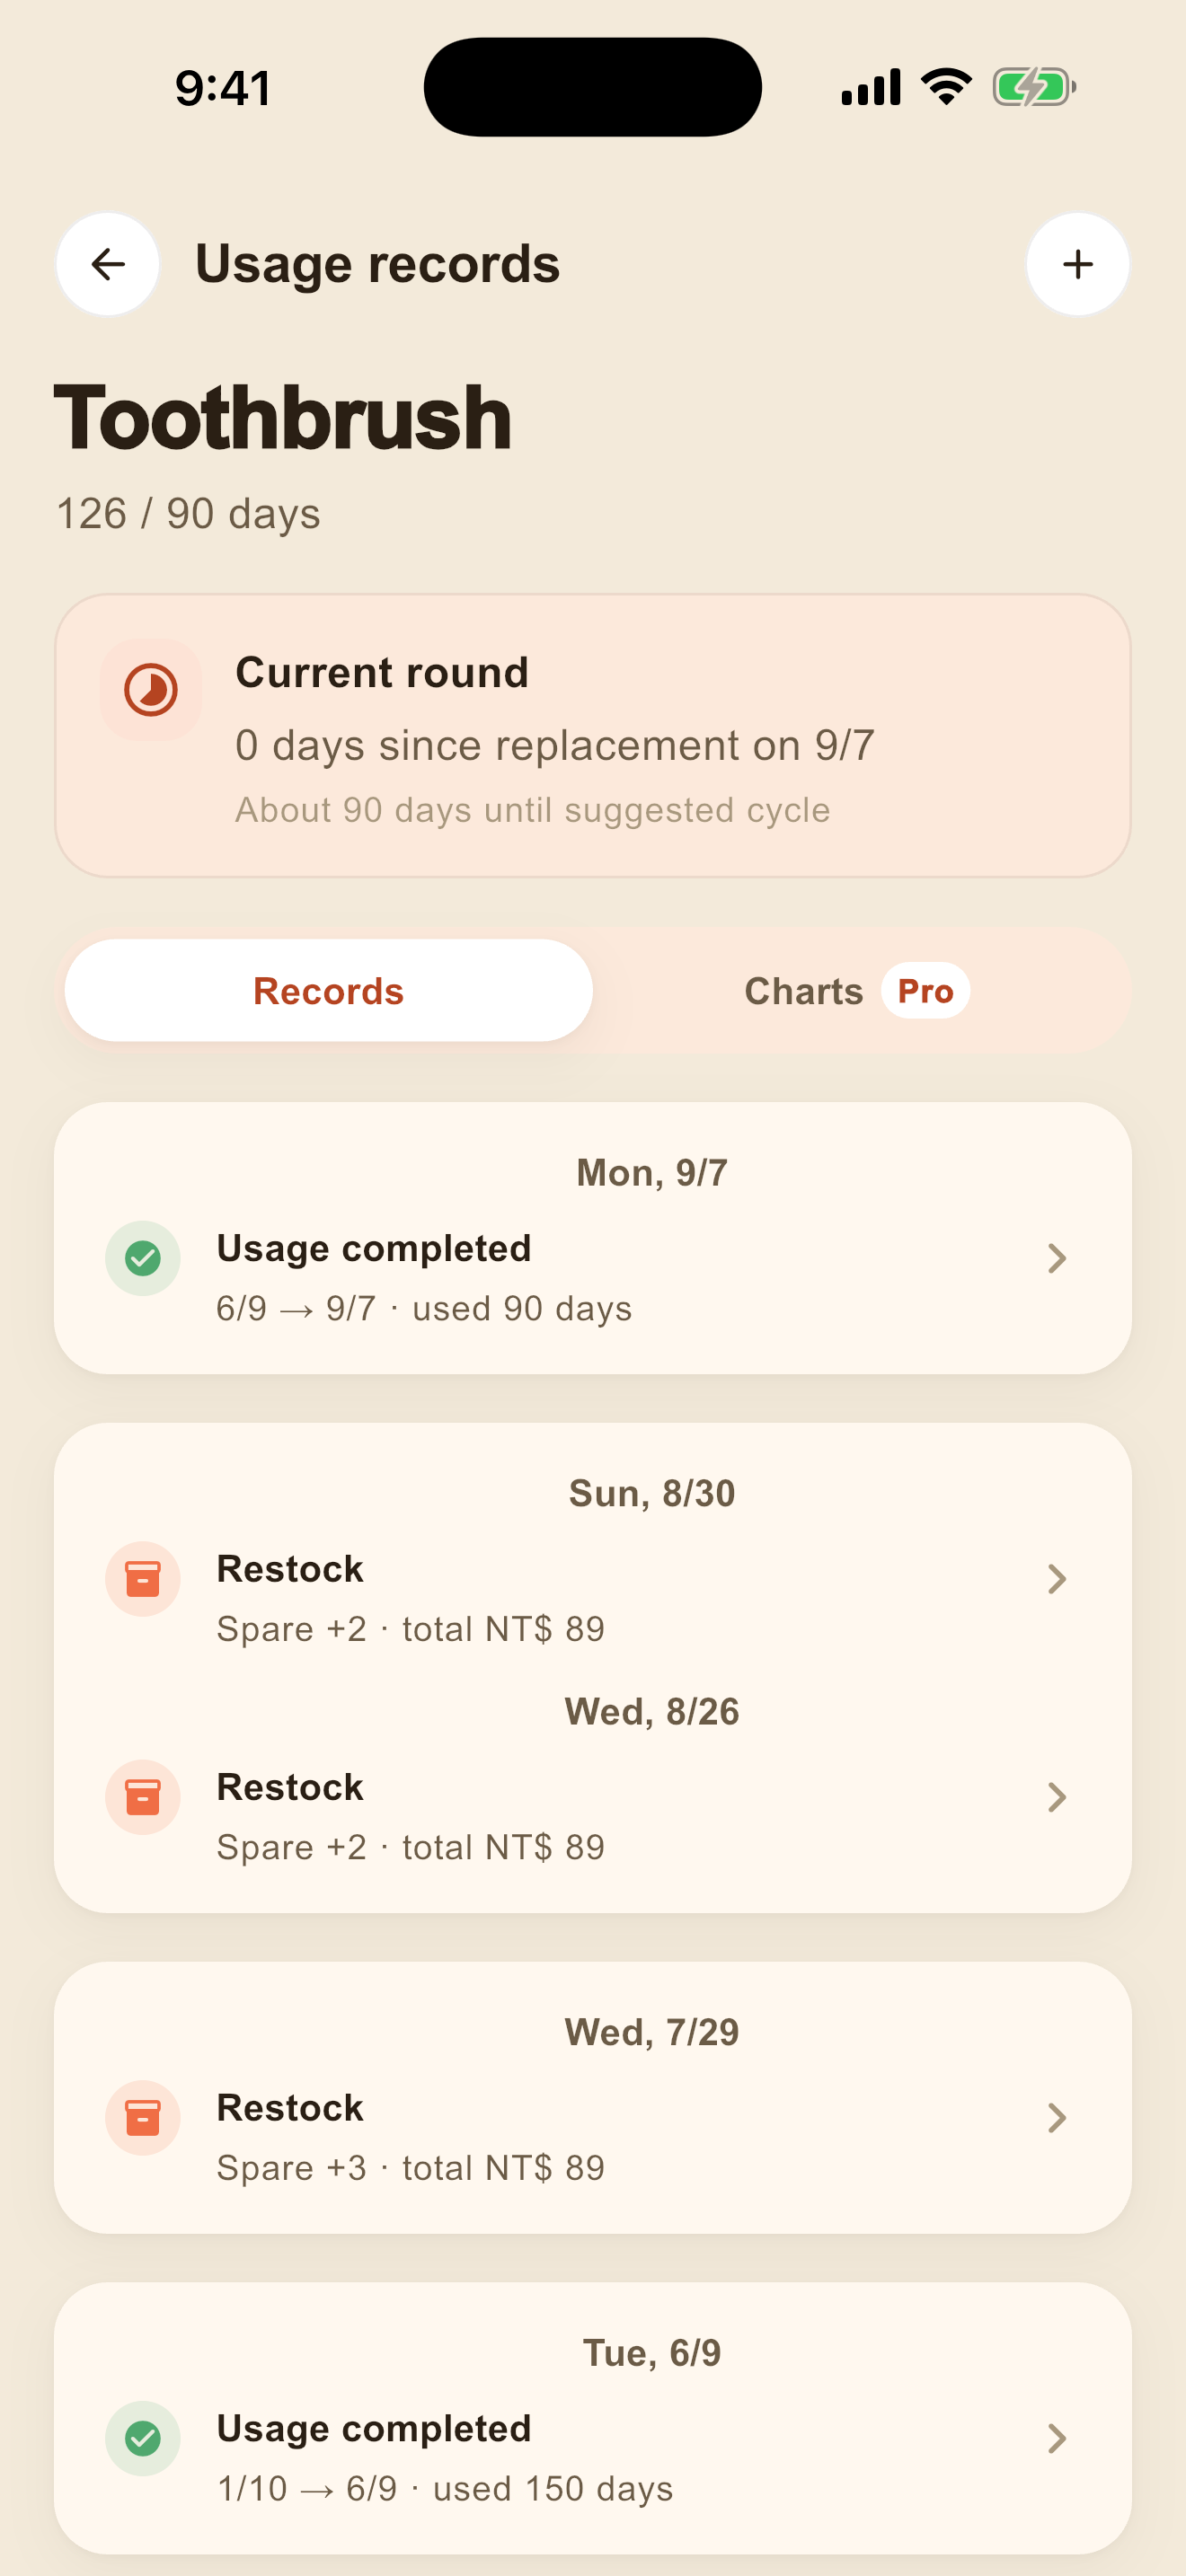 9:41
Usage records
Toothbrush
126 / 90 days
Current round
0 days since replacement on 9/7
About 90 days until suggested cycle
Records
Charts Pro
Mon, 9/7
Usage completed
6/9 → 9/7 · used 90 days
Sun, 8/30
Restock
Spare +2 · total NT$ 89
Wed, 8/26
Restock
Spare +2 · total NT$ 89
Wed, 7/29
Restock
Spare +3 · total NT$ 89
Tue, 6/9
Usage completed
1/10 → 6/9 · used 150 days